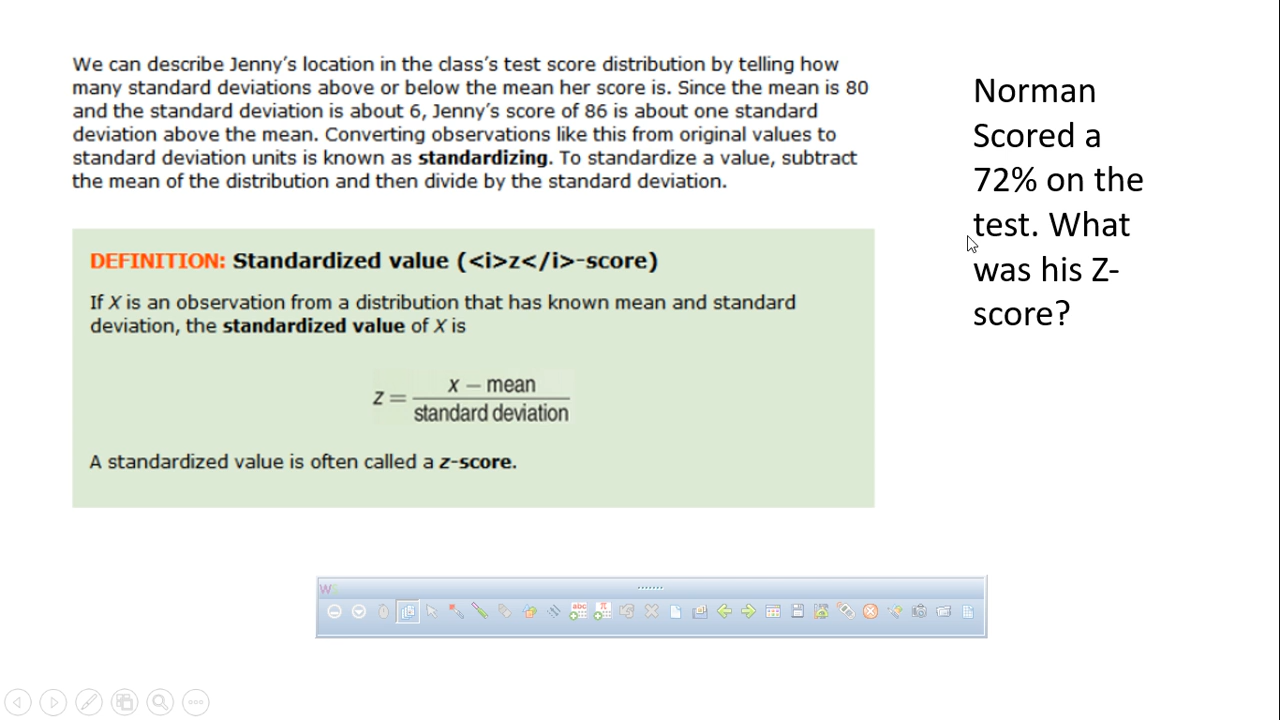 We can describe Jenny's location in the class's test score distribution by telling how
many standard deviations above or below the mean her score is. Since the mean is 80
and the standard deviation is about 6, Jenny's score of 86 is about one standard
deviation above the mean. Converting observations like this from original values to
standard deviation units is known as standardizing. To standardize a value, subtract
the mean of the distribution and then divide by the standard deviation.
DEFINITION: Standardized value (<i>z</i>-score)
If X is an observation from a distribution that has known mean and standard
deviation, the standardized value of X is
z = x − mean
standard deviation
A standardized value is often called a z-score.
Norman
Scored a
72% on the
test. What
was his Z-
score?
abc
π